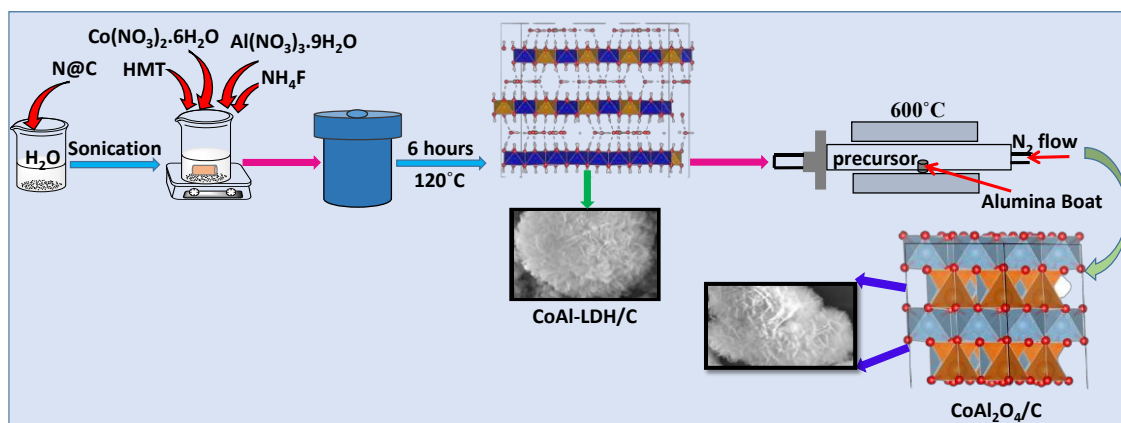 N@C
H₂O
Sonication
Co(NO₃)₂.6H₂O
HMT
Al(NO₃)₃.9H₂O
NH₄F
6 hours
120°C
CoAl-LDH/C
600°C
precursor
N₂ flow
Alumina Boat
CoAl₂O₄/C